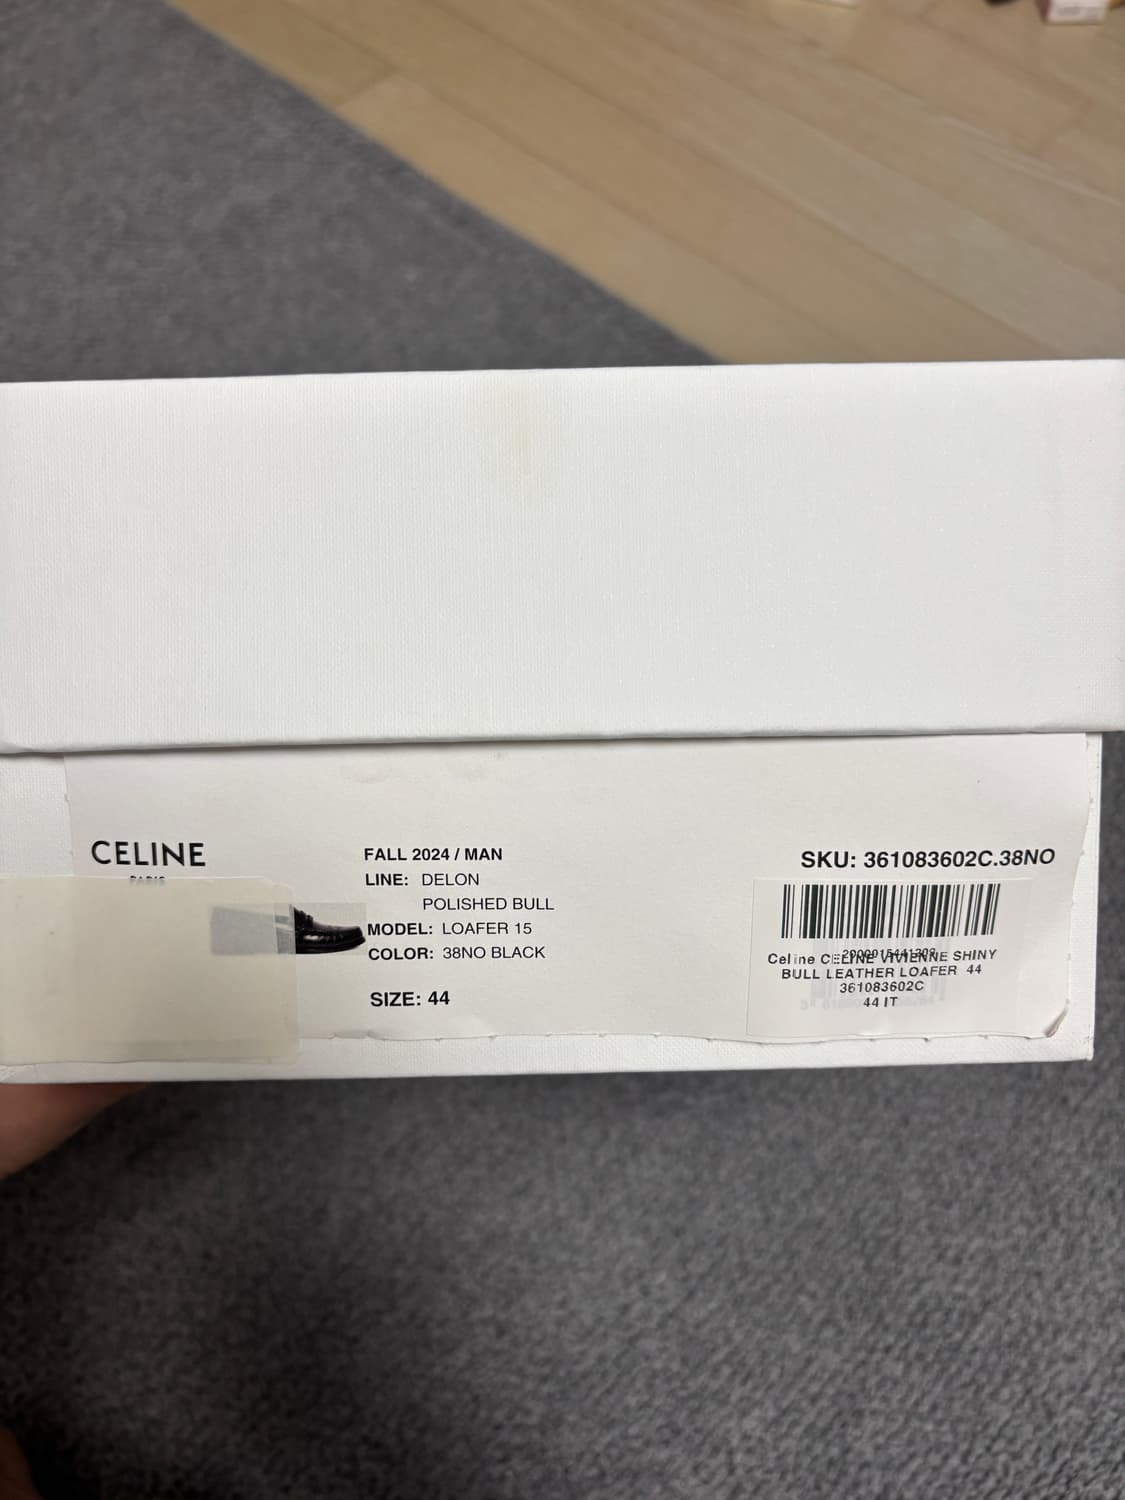 CELINE
PARIS
FALL 2024 / MAN
LINE: DELON
POLISHED BULL
MODEL: LOAFER 15
COLOR: 38NO BLACK
SIZE: 44
SKU: 361083602C.38NO
Celine CELINE VIVIENNE SHINY
BULL LEATHER LOAFER 44
361083602C
44 IT